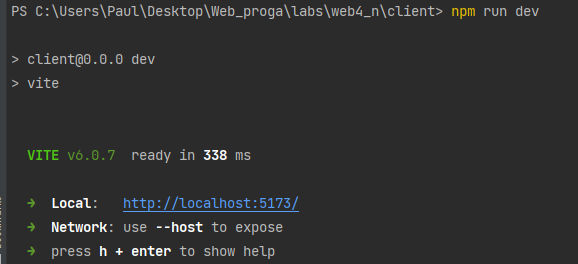 PS C:\Users\Paul\Desktop\Web_proga\labs\web4_n\client> npm run dev
> client@0.0.0 dev
> vite
VITE v6.0.7 ready in 338 ms
➜ Local: http://localhost:5173/
➜ Network: use --host to expose
➜ press h + enter to show help